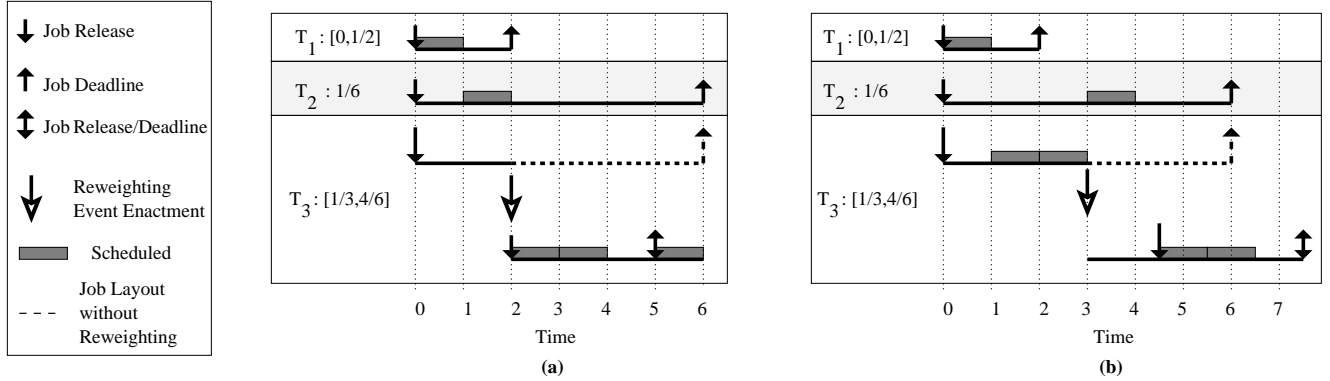 Job Release
Job Deadline
Job Release/Deadline
Reweighting
Event Enactment
Scheduled
Job Layout
without
Reweighting
T1 : [0,1/2]
T2 : 1/6
T3 : [1/3,4/6]
0 1 2 3 4 5 6
Time
(a)
T1 : [0,1/2]
T2 : 1/6
T3 : [1/3,4/6]
0 1 2 3 4 5 6 7
Time
(b)